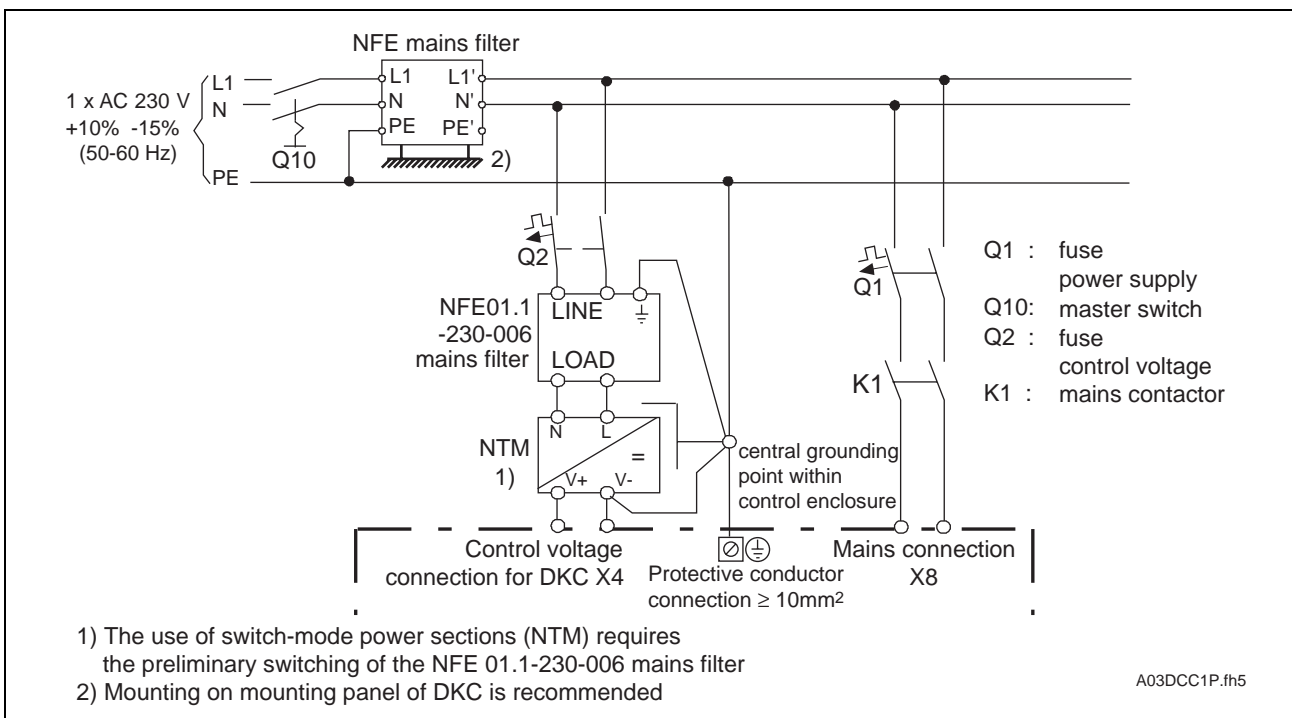 NFE mains filter
L1
N
PE
1 x AC 230 V
+10% -15%
(50-60 Hz)
L1
N
PE
L1'
N'
PE'
Q10
2)
Q2
NFE01.1
-230-006
mains filter
LINE
LOAD
NTM
1)
N
L
=
V+
V-
central grounding
point within
control enclosure
Q1
K1
Q1 : fuse
power supply
Q10: master switch
Q2 : fuse
control voltage
K1 : mains contactor
Control voltage
connection for DKC X4
Protective conductor
connection ≥ 10mm²
Mains connection
X8
1) The use of switch-mode power sections (NTM) requires
the preliminary switching of the NFE 01.1-230-006 mains filter
2) Mounting on mounting panel of DKC is recommended
A03DCC1P.fh5